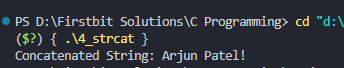 PS D:\Firstbit Solutions\C Programming> cd "d:\
($?) { .\4_strcat }
Concatenated String: Arjun Patel!